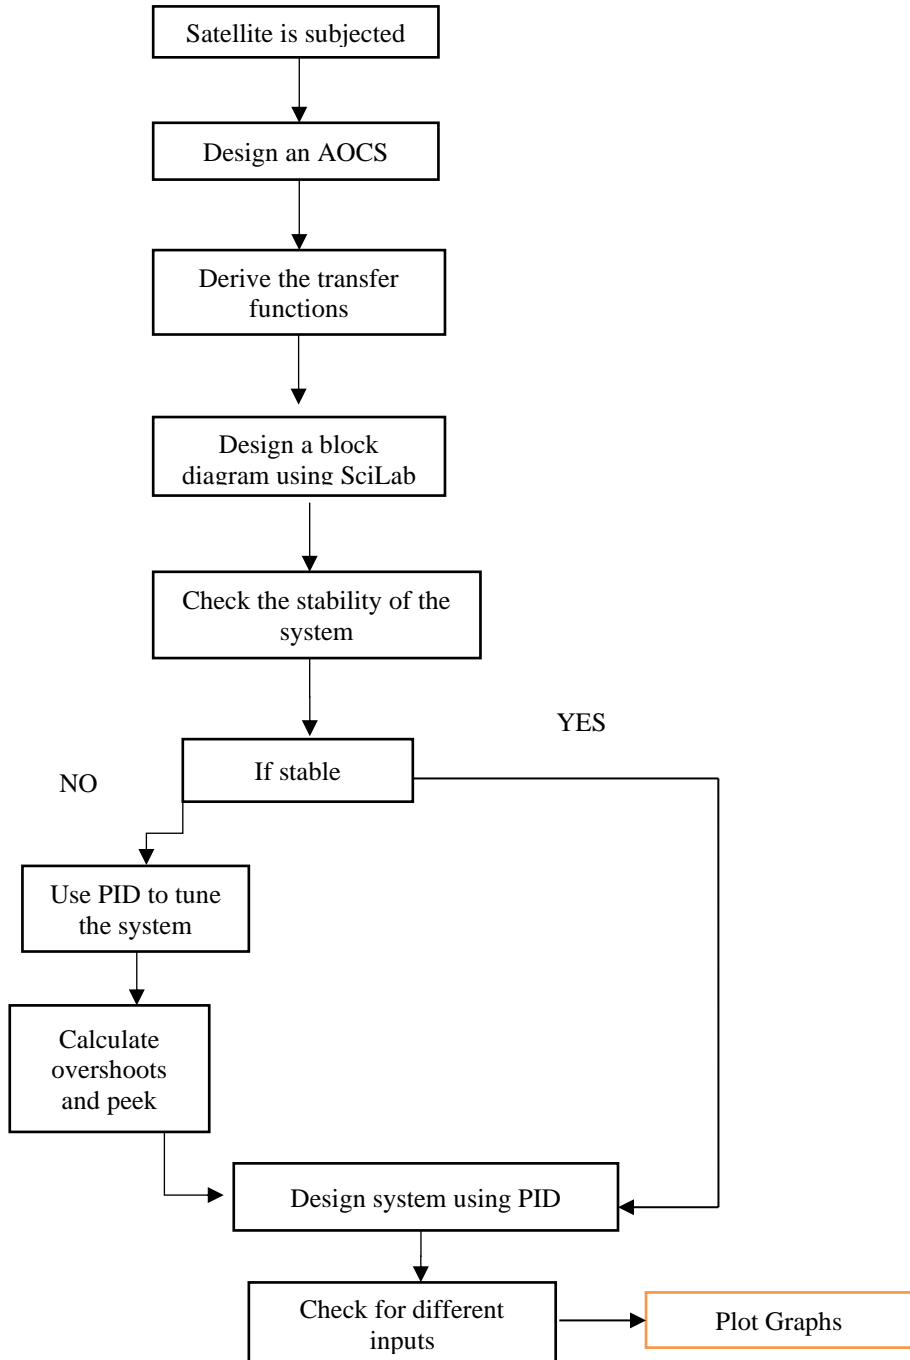 Satellite is subjected
Design an AOCS
Derive the transfer
functions
Design a block
diagram using SciLab
Check the stability of the
system
YES
If stable
NO
Use PID to tune
the system
Calculate
overshoots
and peek
Design system using PID
Check for different
inputs
Plot Graphs